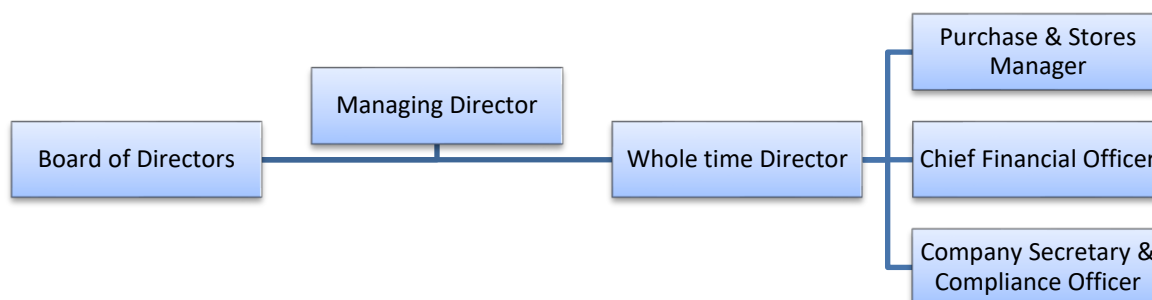 Board of Directors
Managing Director
Whole time Director
Purchase & Stores
Manager
Chief Financial Officer
Company Secretary &
Compliance Officer